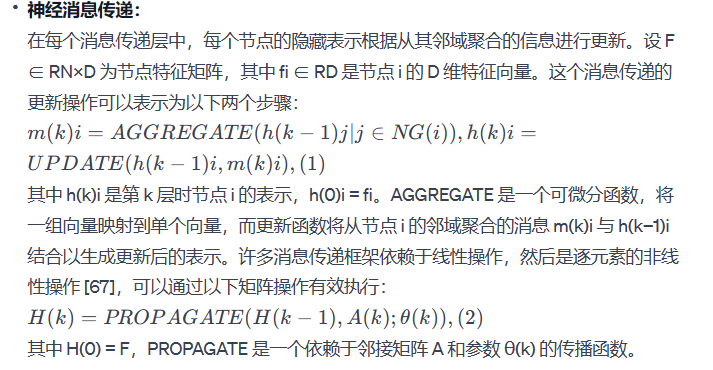 • 神经消息传递：
在每个消息传递层中，每个节点的隐藏表示根据从其邻域聚合的信息进行更新。设 F
∈ RN×D 为节点特征矩阵，其中 fi ∈ RD 是节点 i 的 D 维特征向量。这个消息传递的
更新操作可以表示为以下两个步骤：
m(k)i = AGGREGATE(h(k − 1)j|j ∈ NG(i)), h(k)i =
UPDATE(h(k − 1)i, m(k)i), (1)
其中 h(k)i 是第 k 层时节点 i 的表示，h(0)i = fi。AGGREGATE 是一个可微分函数，将
一组向量映射到单个向量，而更新函数将从节点 i 的邻域聚合的消息 m(k)i 与 h(k−1)i
结合以生成更新后的表示。许多消息传递框架依赖于线性操作，然后是逐元素的非线
性操作 [67]，可以通过以下矩阵操作有效执行：
H(k) = PROPAGATE(H(k − 1), A(k); θ(k)), (2)
其中 H(0) = F，PROPAGATE 是一个依赖于邻接矩阵 A 和参数 θ(k) 的传播函数。